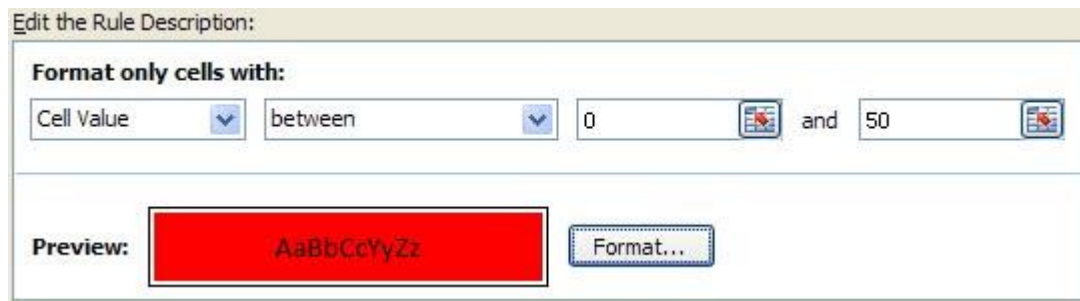 Edit the Rule Description:
Format only cells with:
Cell Value between 0 and 50
Preview: AaBbCcYyZz Format...